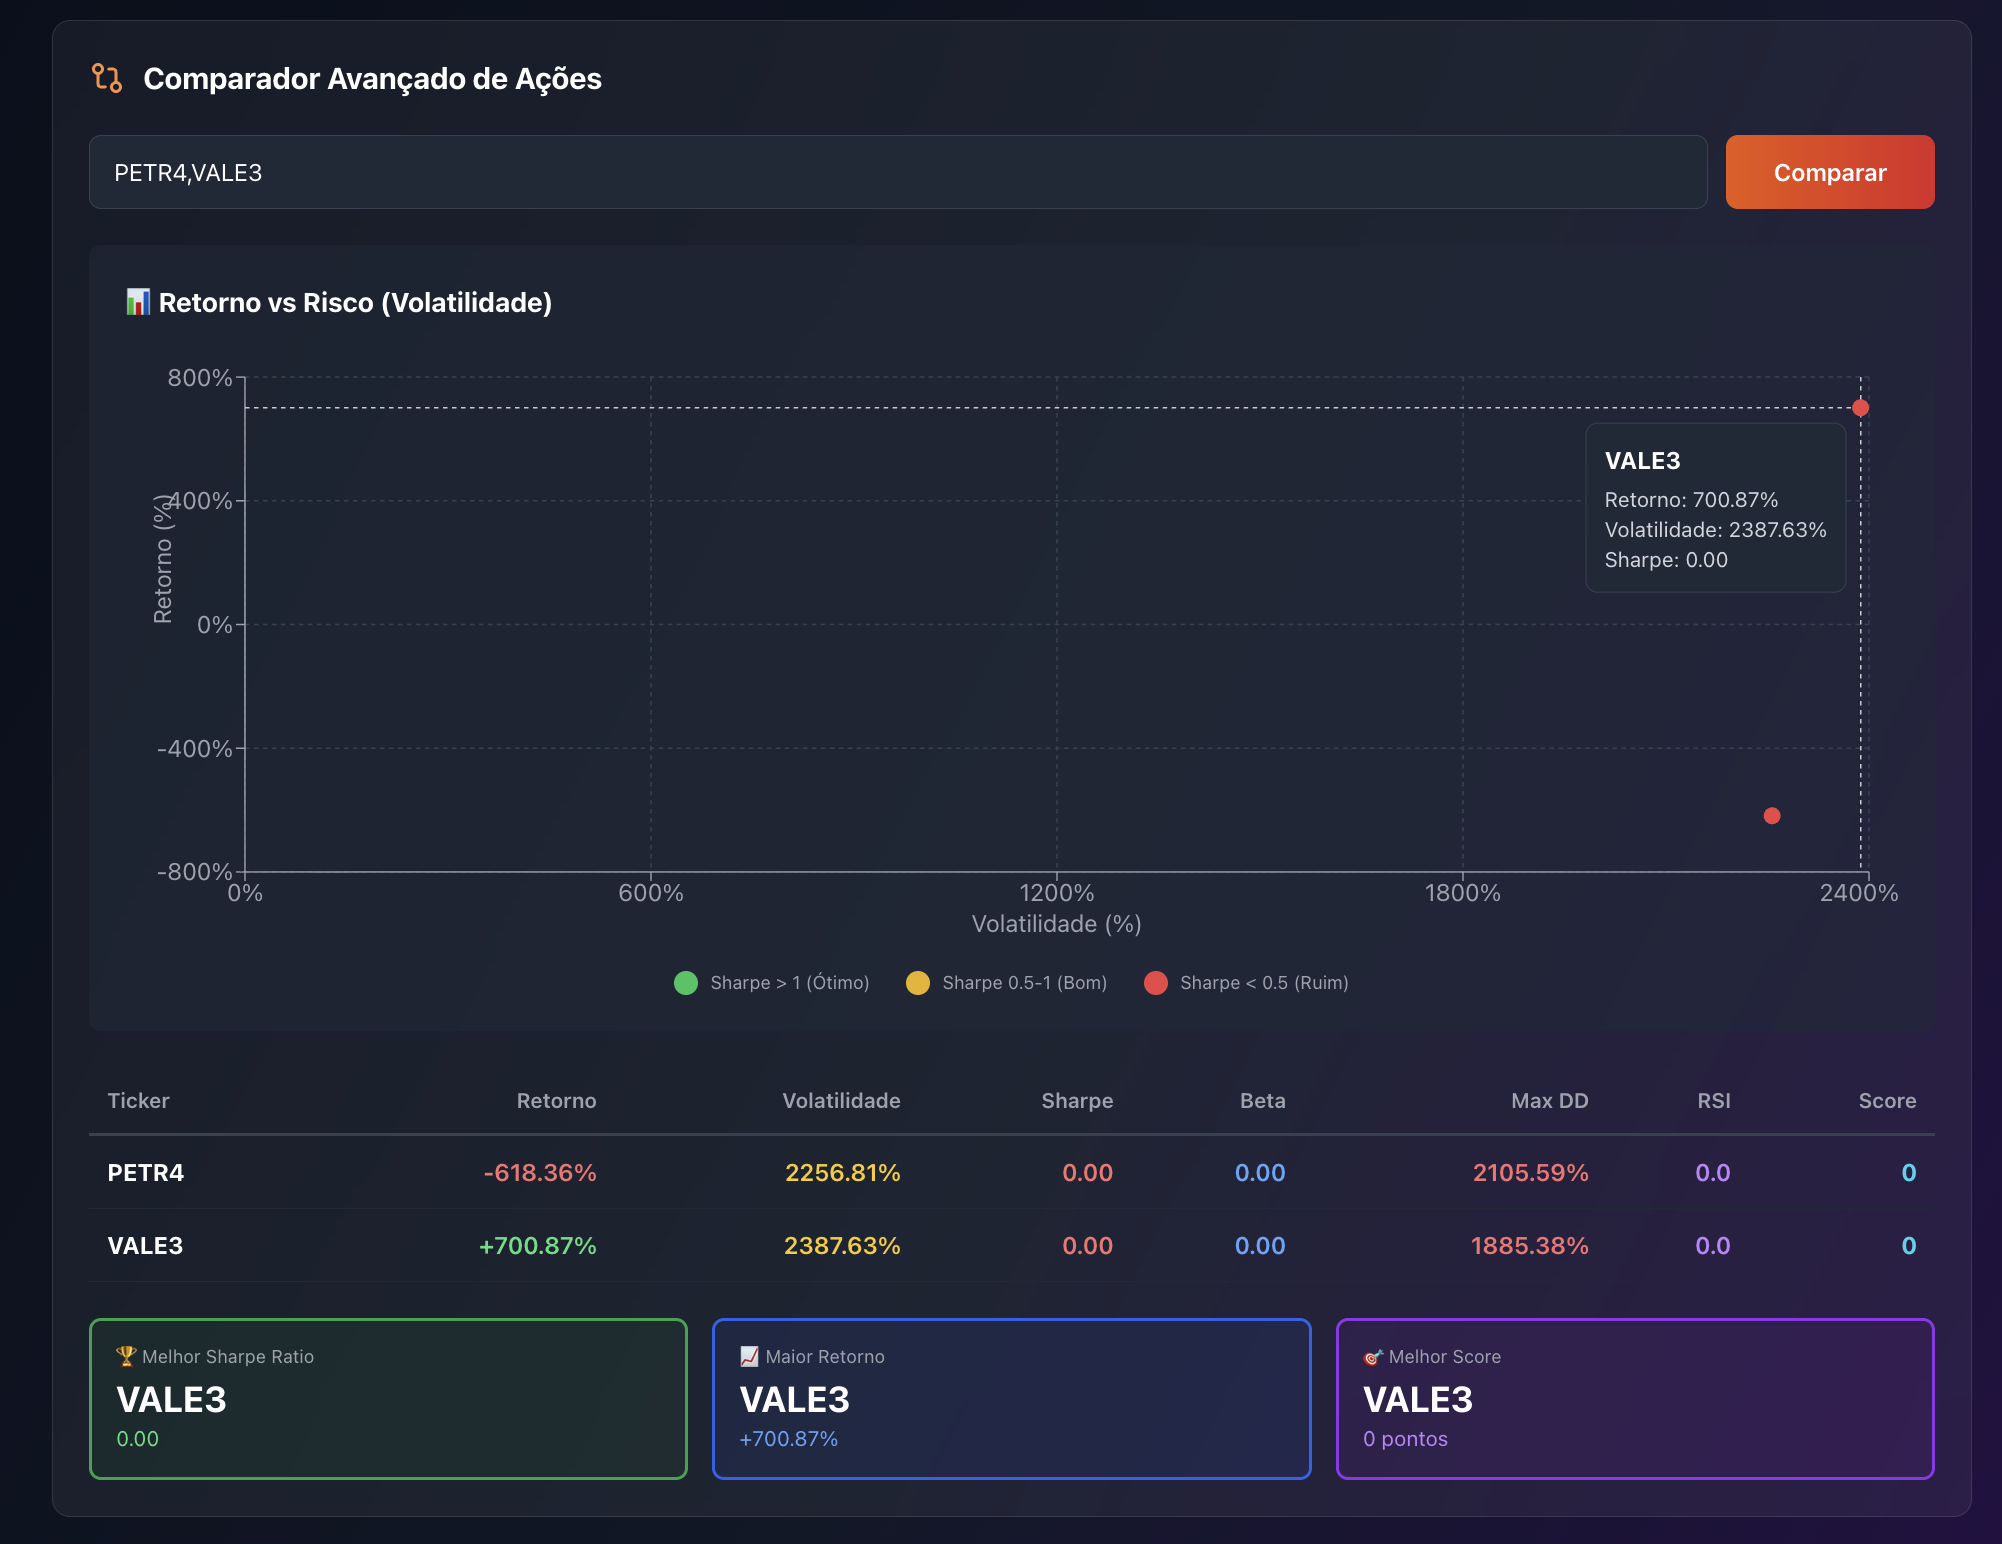 Comparador Avançado de Ações
PETR4,VALE3
Comparar
📊 Retorno vs Risco (Volatilidade)
800%
400%
0%
-400%
-800%
Retorno (%)
VALE3
Retorno: 700.87%
Volatilidade: 2387.63%
Sharpe: 0.00
0% 600% 1200% 1800% 2400%
Volatilidade (%)
Sharpe > 1 (Ótimo) Sharpe 0.5-1 (Bom) Sharpe < 0.5 (Ruim)
Ticker Retorno Volatilidade Sharpe Beta Max DD RSI Score
PETR4 -618.36% 2256.81% 0.00 0.00 2105.59% 0.0 0
VALE3 +700.87% 2387.63% 0.00 0.00 1885.38% 0.0 0
🏆 Melhor Sharpe Ratio
VALE3
0.00
📈 Maior Retorno
VALE3
+700.87%
🎯 Melhor Score
VALE3
0 pontos